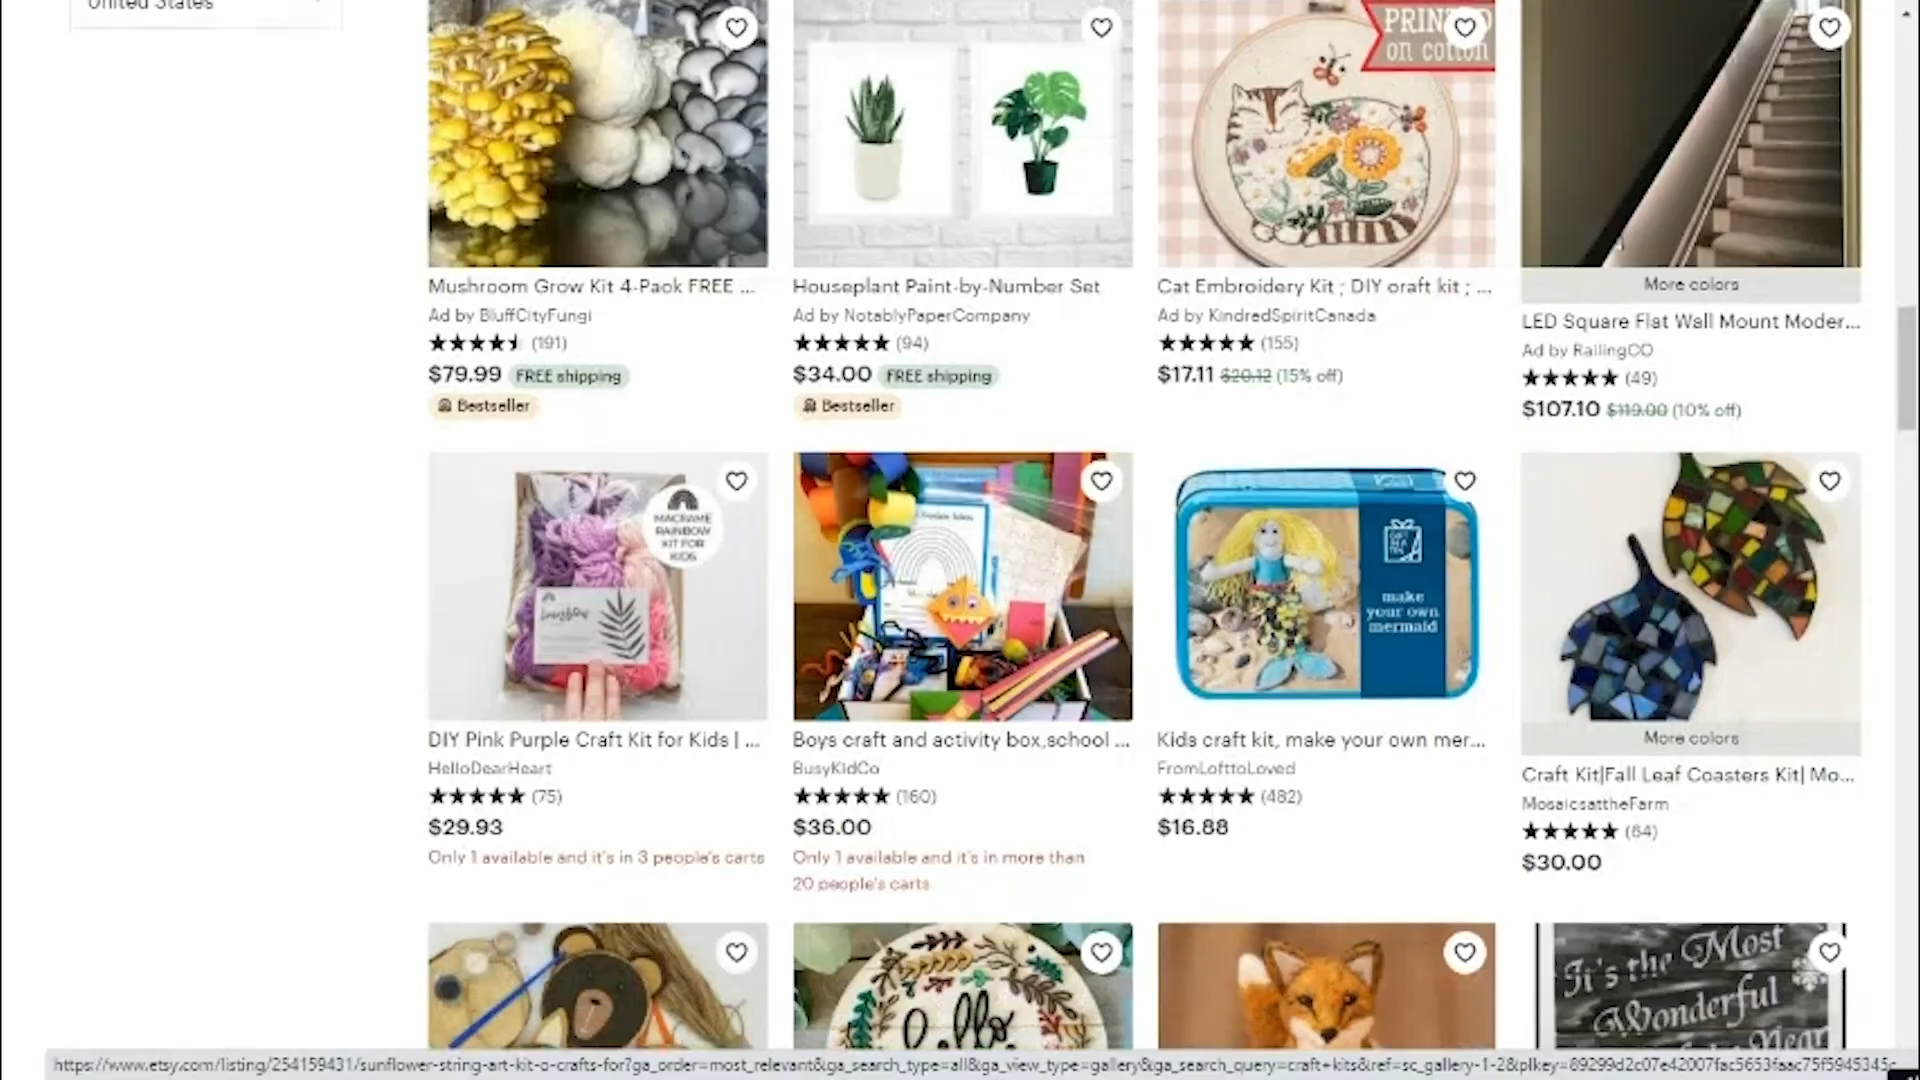 United States
PRINTED
on cotton
More colors
Mushroom Grow Kit 4-Pack FREE ...
Ad by BluffCityFungi
(191)
$79.99 FREE shipping
Bestseller
Houseplant Paint-by-Number Set
Ad by NotablyPaperCompany
(94)
$34.00 FREE shipping
Bestseller
Cat Embroidery Kit ; DIY craft kit ; ...
Ad by KindredSpiritCanada
(155)
$17.11 $20.12 (15% off)
LED Square Flat Wall Mount Moder...
Ad by RailingCO
(49)
$107.10 $119.00 (10% off)
MACRAME
RAINBOW
KIT FOR
KIDS
GIFT
IN A
TIN
make
your own
mermaid
More colors
DIY Pink Purple Craft Kit for Kids | ...
HelloDearHeart
(75)
$29.93
Only 1 available and it's in 3 people's carts
Boys craft and activity box,school ...
BusyKidCo
(160)
$36.00
Only 1 available and it's in more than
20 people's carts
Kids craft kit, make your own mer...
FromLofttoLoved
(482)
$16.88
Craft Kit|Fall Leaf Coasters Kit| Mo...
MosaicsattheFarm
(64)
$30.00
hello
It's the Most
Wonderful
Year
https://www.etsy.com/listing/254159431/sunflower-string-art-kit-o-crafts-for?ga_order=most_relevant&ga_search_type=all&ga_view_type=gallery&ga_search_query=craft+kits&ref=sc_gallery-1-2&plkey=89299d2c07e42007fac5653faac75f5945345